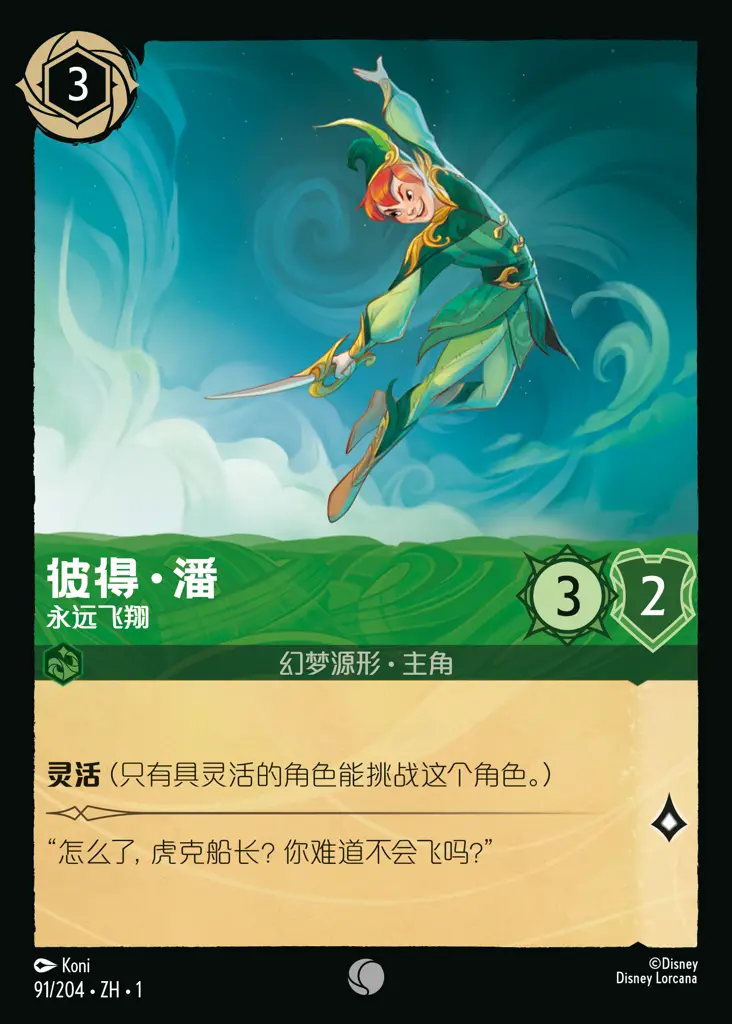 3
彼得·潘
永远飞翔
3
2
幻梦源形·主角
灵活（只有具灵活的角色能挑战这个角色。）
“怎么了, 虎克船长? 你难道不会飞吗?”
Koni
91/204 • ZH • 1
©Disney
Disney Lorcana